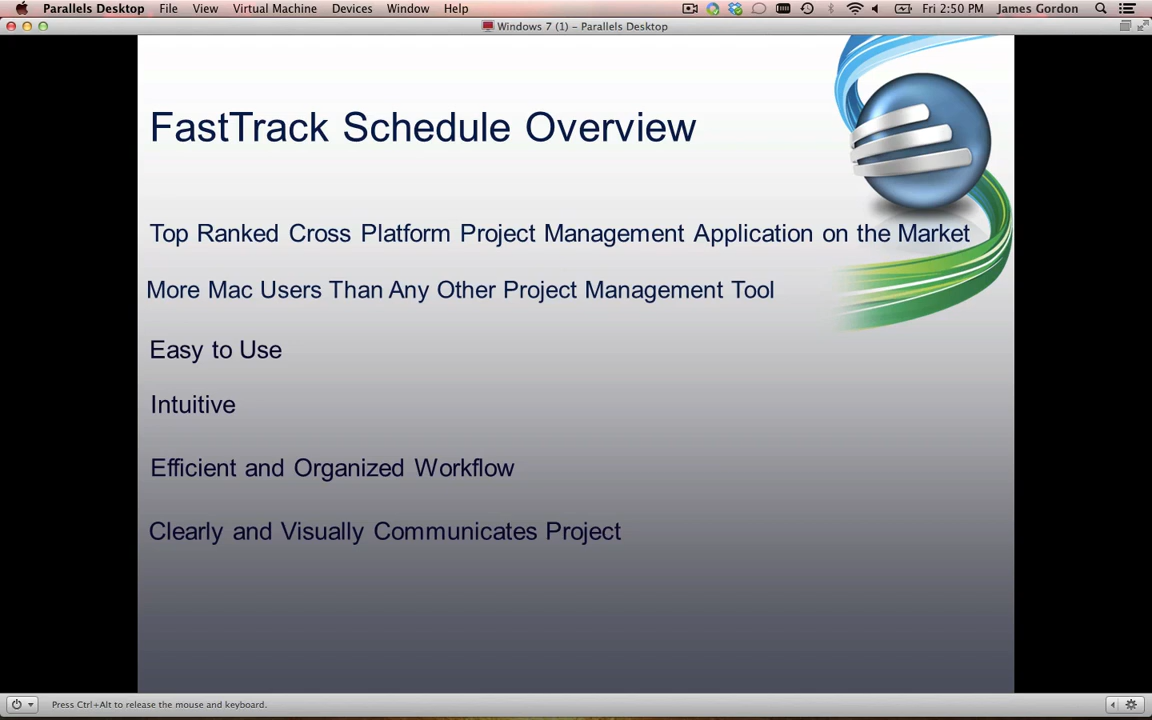 Parallels Desktop File View Virtual Machine Devices Window Help Fri 2:50 PM James Gordon
Windows 7 (1) – Parallels Desktop
FastTrack Schedule Overview
Top Ranked Cross Platform Project Management Application on the Market
More Mac Users Than Any Other Project Management Tool
Easy to Use
Intuitive
Efficient and Organized Workflow
Clearly and Visually Communicates Project
Press Ctrl+Alt to release the mouse and keyboard.